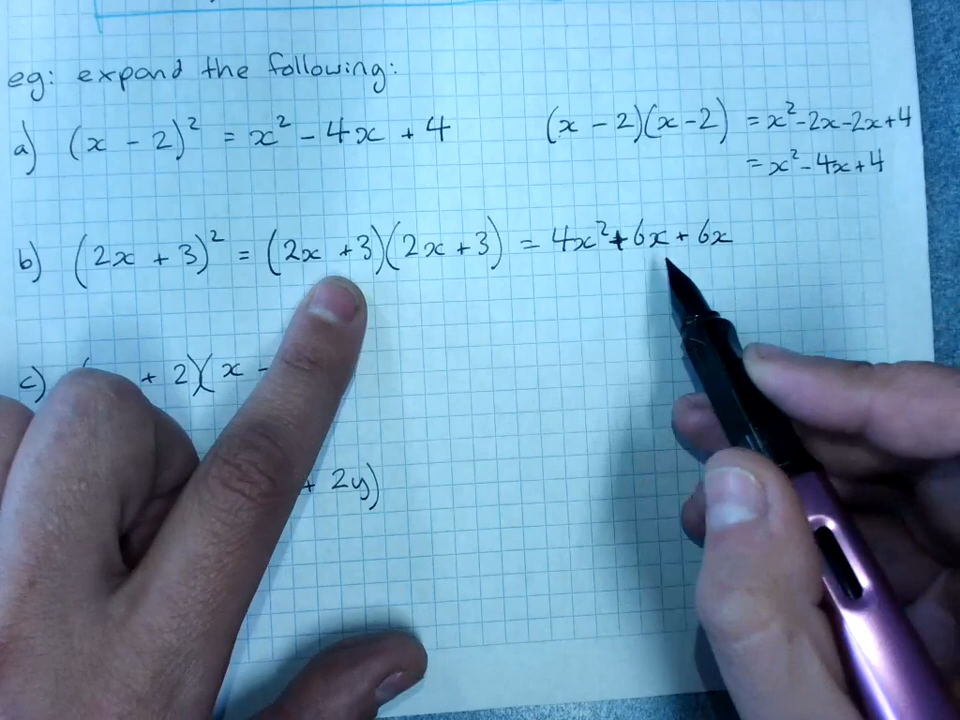 eg: expand the following:
a) (x - 2)² = x² - 4x + 4
(x - 2)(x - 2) = x² - 2x - 2x + 4
= x² - 4x + 4
b) (2x + 3)² = (2x + 3)(2x + 3) = 4x² + 6x + 6x
c) ( + 2)(x -
+ 2y)